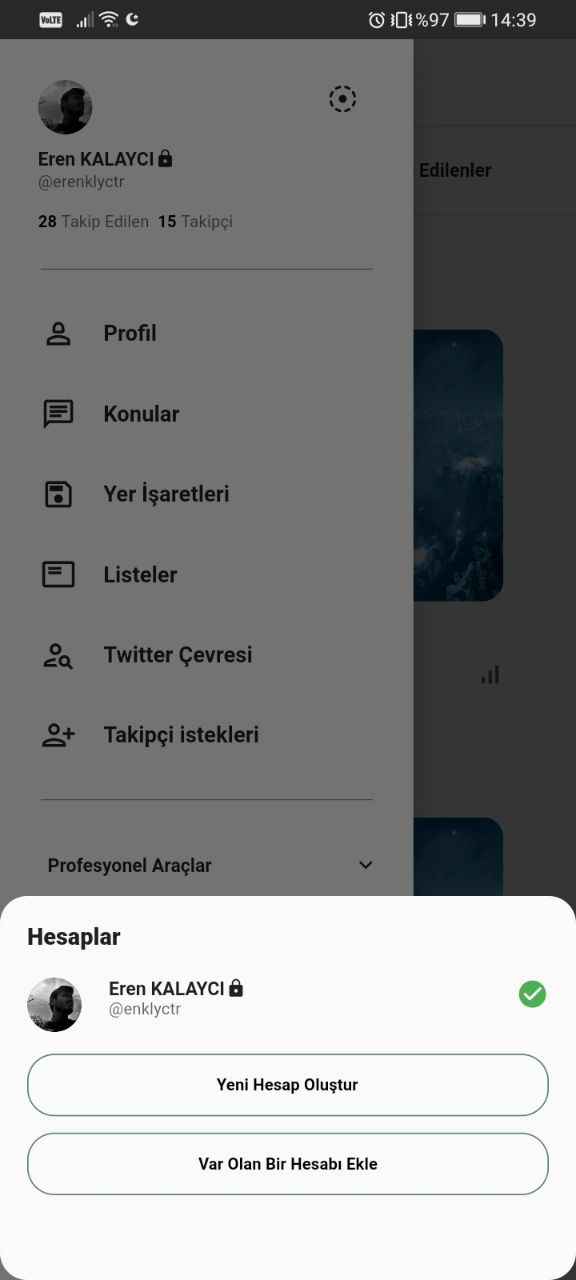 VoLTE %97 14:39
Eren KALAYCI
@erenklyctr
28 Takip Edilen 15 Takipçi
Edilenler
Profil
Konular
Yer İşaretleri
Listeler
Twitter Çevresi
Takipçi istekleri
Profesyonel Araçlar
Hesaplar
Eren KALAYCI
@enklyctr
Yeni Hesap Oluştur
Var Olan Bir Hesabı Ekle